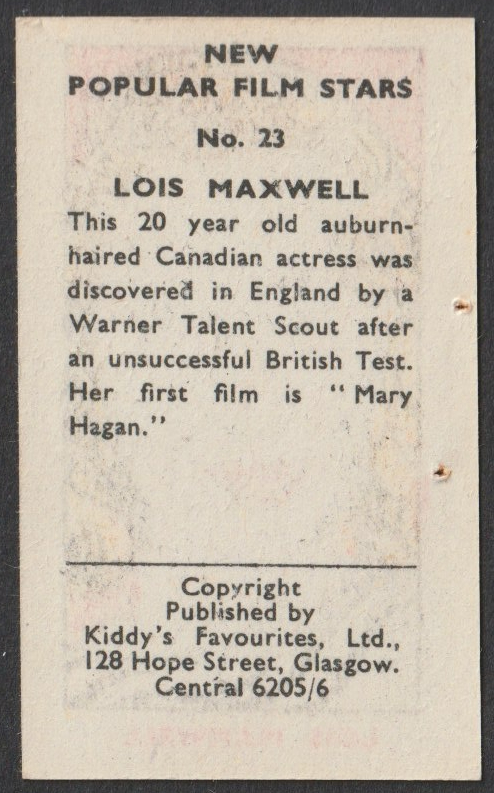 NEW
POPULAR FILM STARS
No. 23
LOIS MAXWELL
This 20 year old auburn-
haired Canadian actress was
discovered in England by a
Warner Talent Scout after
an unsuccessful British Test.
Her first film is "Mary
Hagan."
Copyright
Published by
Kiddy's Favourites, Ltd.,
128 Hope Street, Glasgow.
Central 6205/6